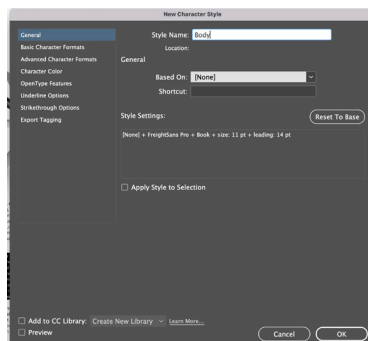 New Character Style
General
Basic Character Formats
Advanced Character Formats
Character Color
OpenType Features
Underline Options
Strikethrough Options
Export Tagging
Style Name: Body
Location:
General
Based On: [None]
Shortcut:
Style Settings:
Reset To Base
[None] + FreightSans Pro + Book + size: 11 pt + leading: 14 pt
Apply Style to Selection
Add to CC Library: Create New Library Learn More...
Preview
Cancel OK